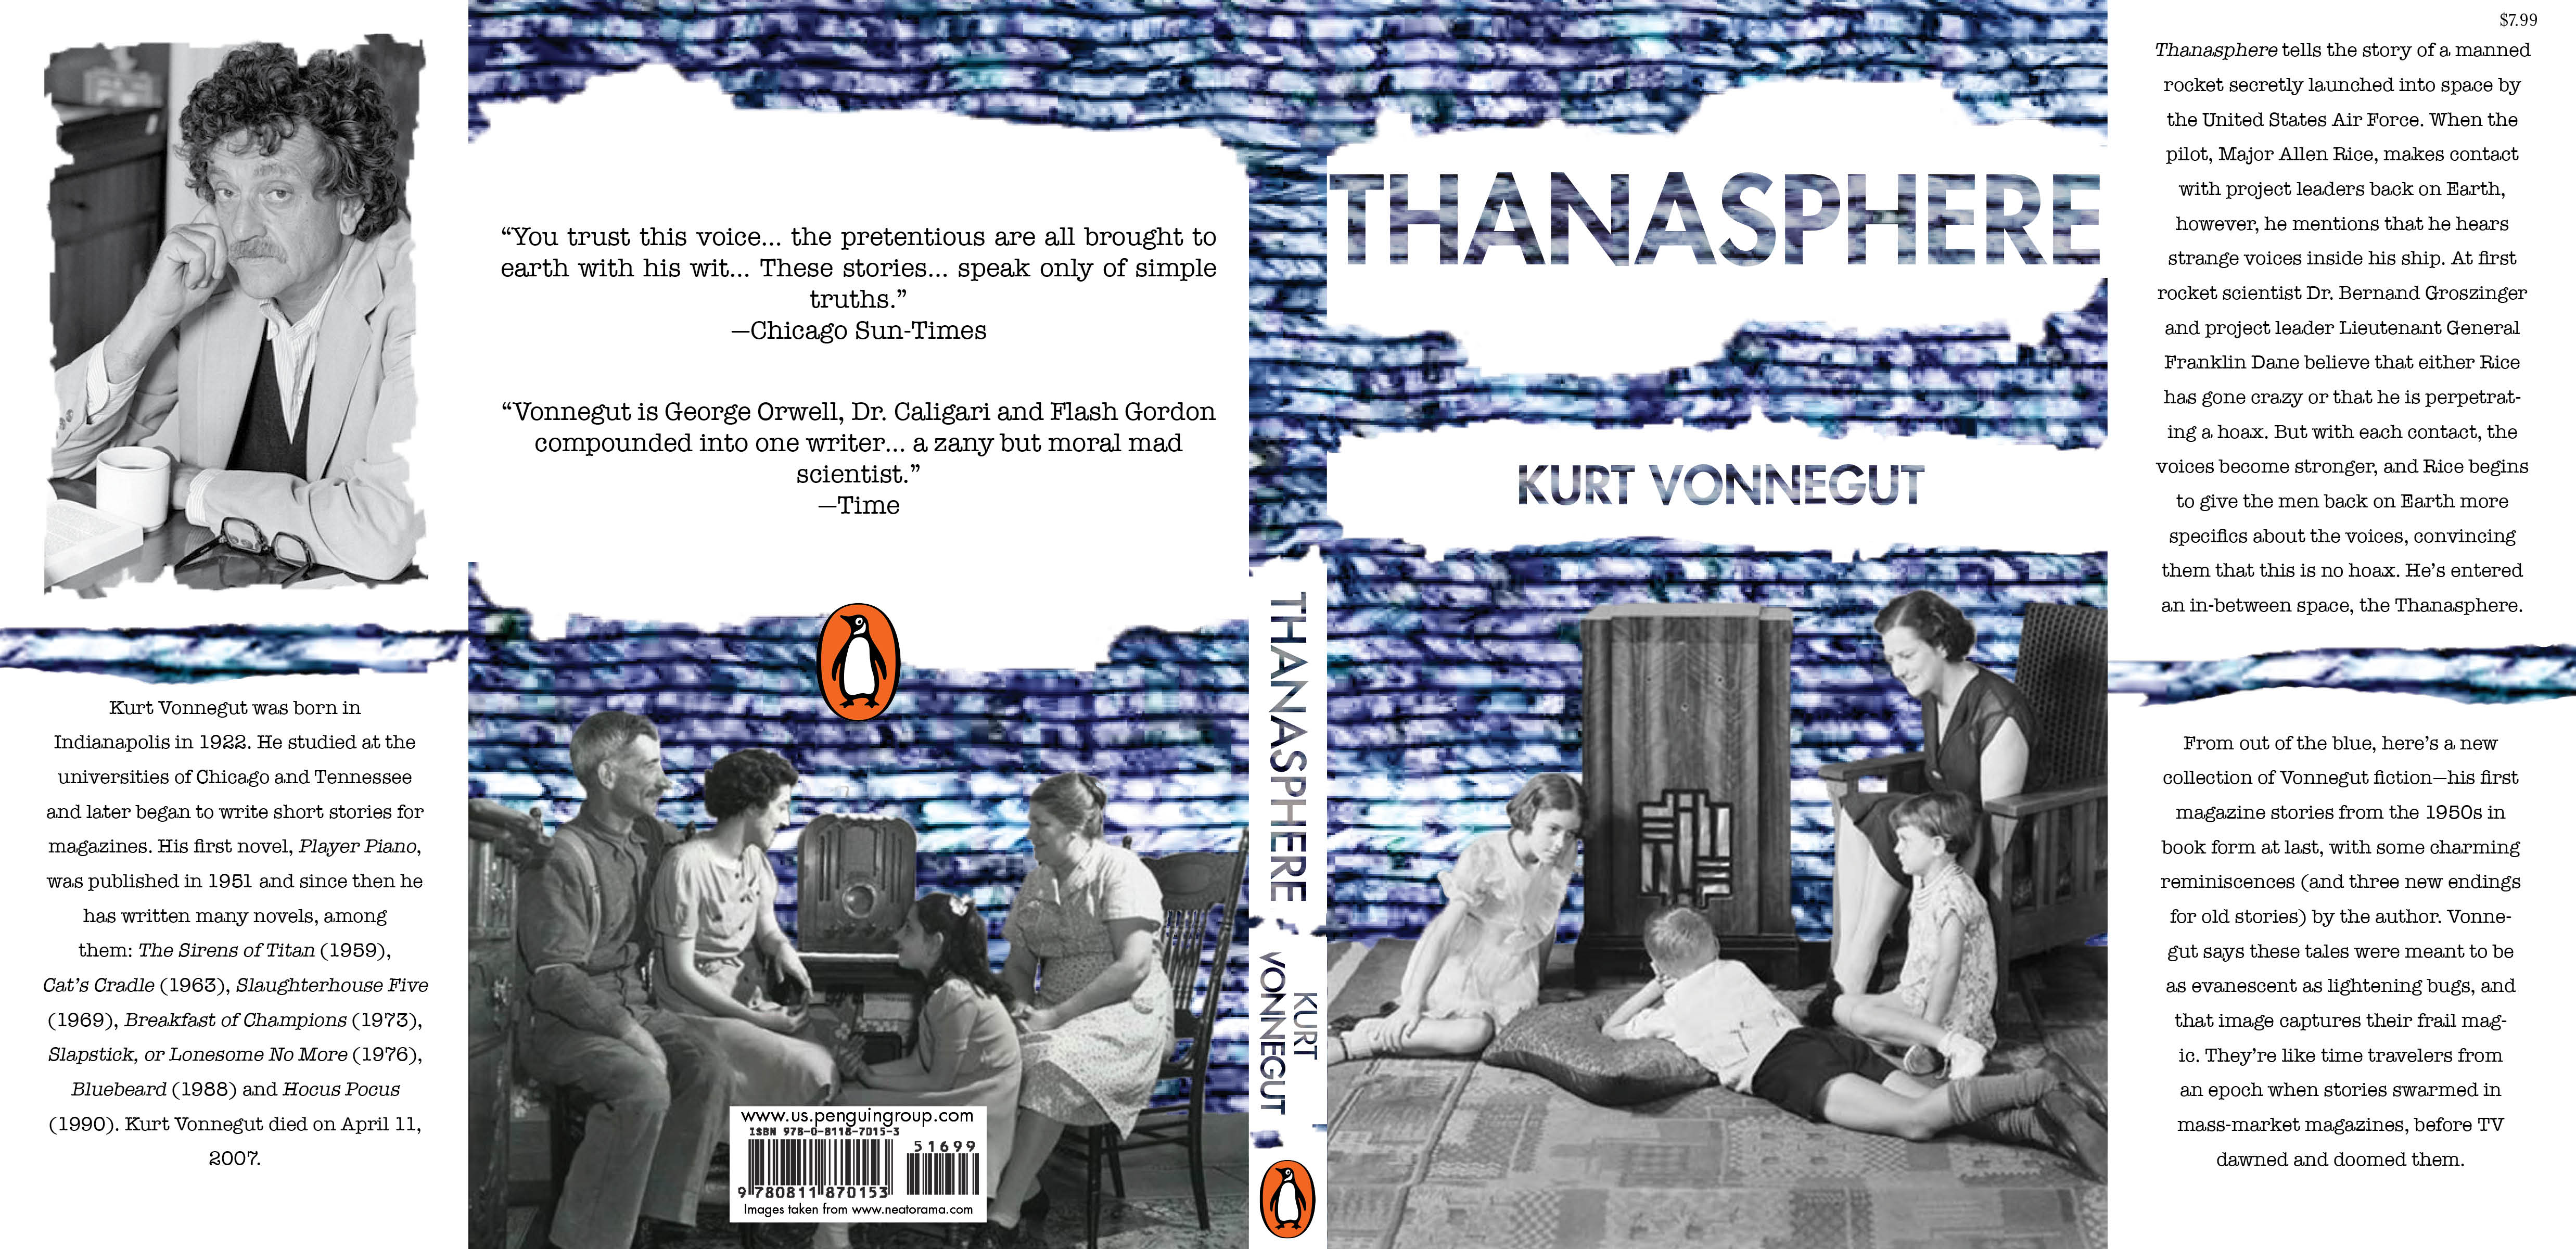 Kurt Vonnegut was born in
Indianapolis in 1922. He studied at the
universities of Chicago and Tennessee
and later began to write short stories for
magazines. His first novel, Player Piano,
was published in 1951 and since then he
has written many novels, among
them: The Sirens of Titan (1959),
Cat's Cradle (1963), Slaughterhouse Five
(1969), Breakfast of Champions (1973),
Slapstick, or Lonesome No More (1976),
Bluebeard (1988) and Hocus Pocus
(1990). Kurt Vonnegut died on April 11,
2007.
“You trust this voice... the pretentious are all brought to
earth with his wit... These stories... speak only of simple
truths.”
—Chicago Sun-Times
“Vonnegut is George Orwell, Dr. Caligari and Flash Gordon
compounded into one writer... a zany but moral mad
scientist.”
—Time
www.us.penguingroup.com
ISBN 978-0-8118-7015-3
51699
9 780811 870153
Images taken from www.neatorama.com
THANASPHERE
KURT
VONNEGUT
THANASPHERE
KURT VONNEGUT
$7.99
Thanasphere tells the story of a manned
rocket secretly launched into space by
the United States Air Force. When the
pilot, Major Allen Rice, makes contact
with project leaders back on Earth,
however, he mentions that he hears
strange voices inside his ship. At first
rocket scientist Dr. Bernand Groszinger
and project leader Lieutenant General
Franklin Dane believe that either Rice
has gone crazy or that he is perpetrat-
ing a hoax. But with each contact, the
voices become stronger, and Rice begins
to give the men back on Earth more
specifics about the voices, convincing
them that this is no hoax. He's entered
an in-between space, the Thanasphere.
From out of the blue, here's a new
collection of Vonnegut fiction—his first
magazine stories from the 1950s in
book form at last, with some charming
reminiscences (and three new endings
for old stories) by the author. Vonne-
gut says these tales were meant to be
as evanescent as lightening bugs, and
that image captures their frail mag-
ic. They're like time travelers from
an epoch when stories swarmed in
mass-market magazines, before TV
dawned and doomed them.